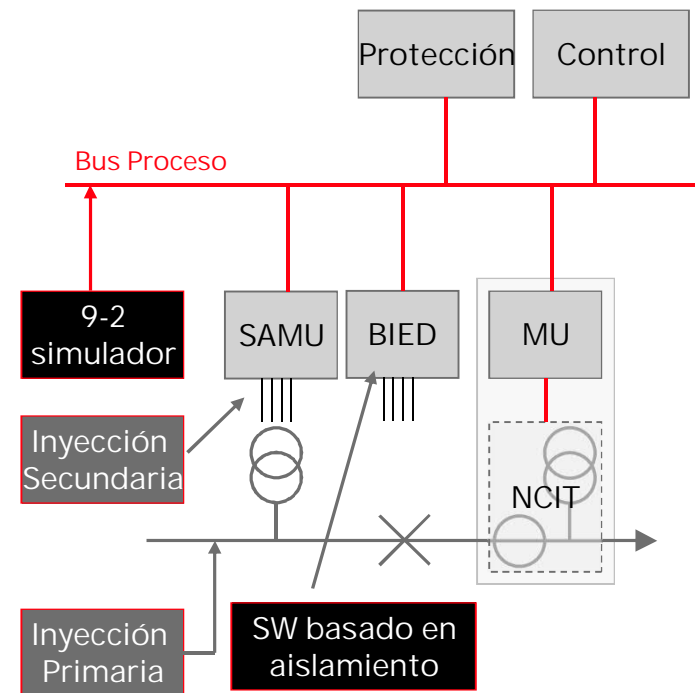 Protección
Control
Bus Proceso
9-2
simulador
SAMU
BIED
MU
Inyección
Secundaria
NCIT
Inyección
Primaria
SW basado en
aislamiento